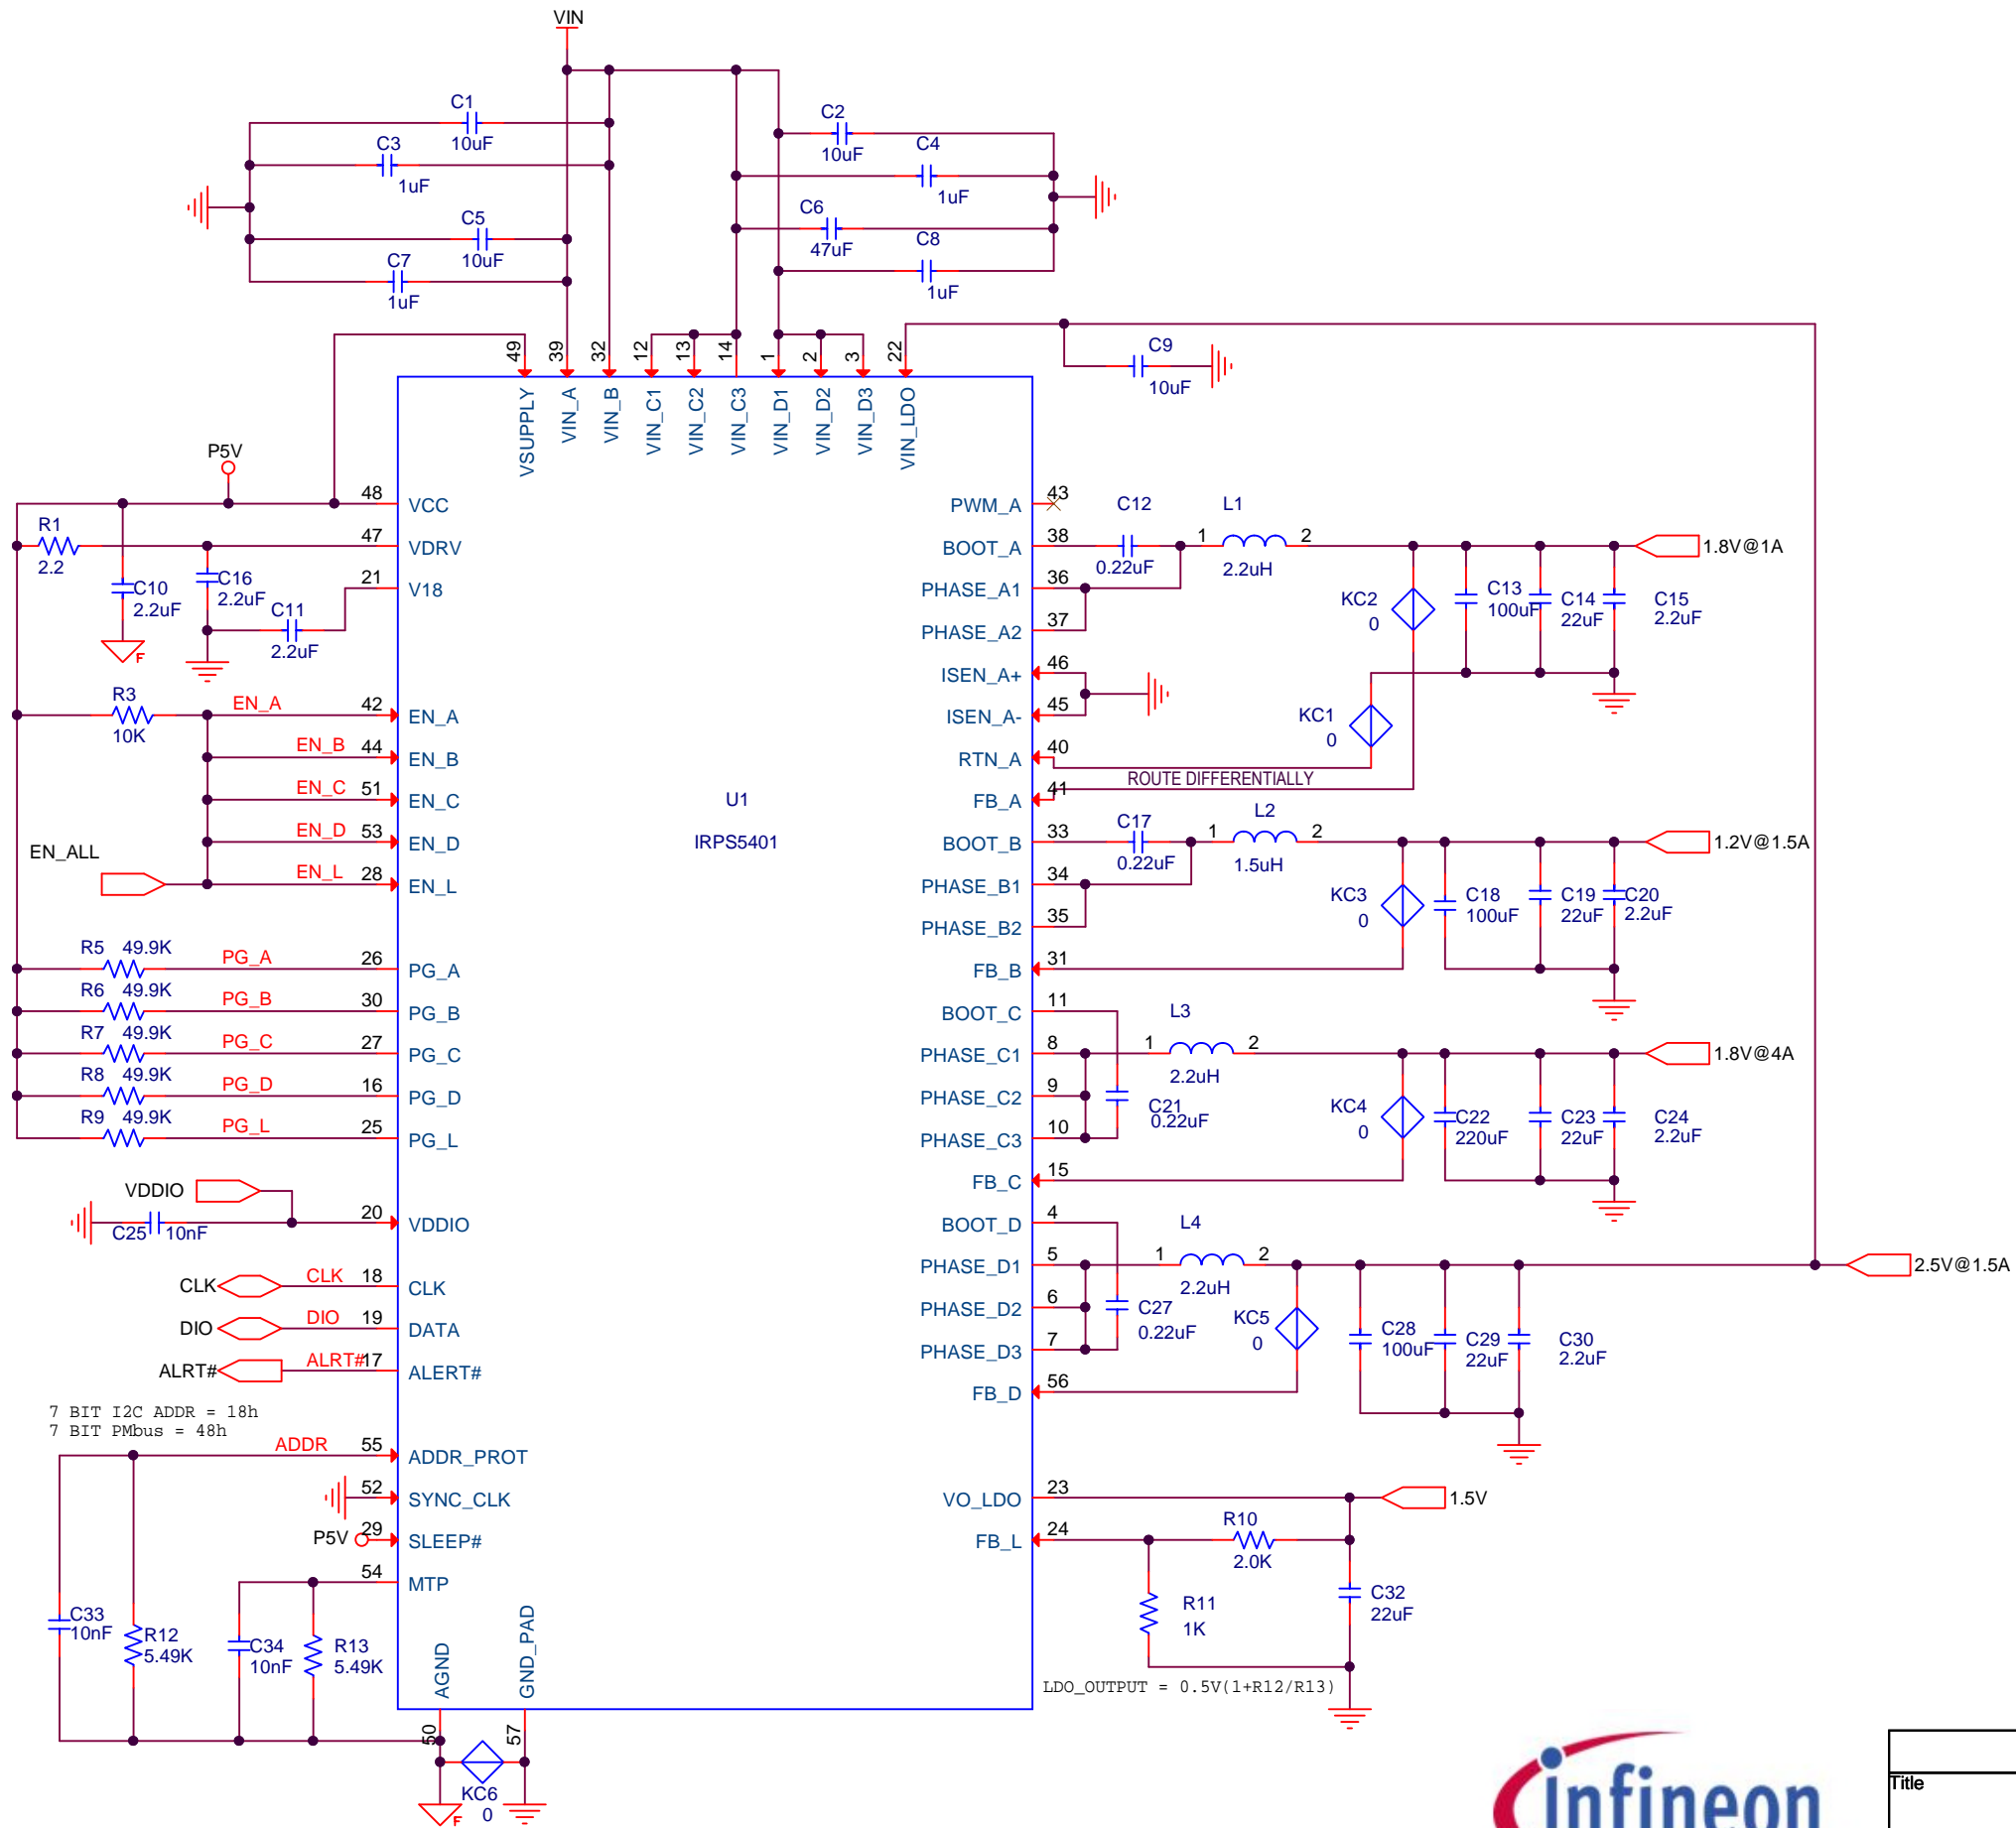 VIN
C1
10uF
C3
1uF
C5
10uF
C7
1uF
C2
10uF
C4
1uF
C6
47uF
C8
1uF
C9
10uF
49
39
32
12
13
14
1
2
3
22
VSUPPLY
VIN_A
VIN_B
VIN_C1
VIN_C2
VIN_C3
VIN_D1
VIN_D2
VIN_D3
VIN_LDO
P5V
48 VCC
R1
2.2
47 VDRV
C10
2.2uF
C16
2.2uF
21 V18
C11
2.2uF
F
R3
10K
EN_A 42 EN_A
EN_B 44 EN_B
EN_C 51 EN_C
EN_D 53 EN_D
EN_L 28 EN_L
EN_ALL
R5 49.9K PG_A 26 PG_A
R6 49.9K PG_B 30 PG_B
R7 49.9K PG_C 27 PG_C
R8 49.9K PG_D 16 PG_D
R9 49.9K PG_L 25 PG_L
VDDIO
20 VDDIO
C25 10nF
CLK CLK 18 CLK
DIO DIO 19 DATA
ALRT# ALRT# 17 ALERT#
7 BIT I2C ADDR = 18h
7 BIT PMbus = 48h
ADDR 55 ADDR_PROT
52 SYNC_CLK
P5V 29 SLEEP#
54 MTP
C33
10nF
R12
5.49K
C34
10nF
R13
5.49K
AGND
GND_PAD
50
57
KC6
0
F
U1
IRPS5401
PWM_A 43
BOOT_A 38
PHASE_A1 36
PHASE_A2 37
ISEN_A+ 46
ISEN_A- 45
RTN_A 40
FB_A 41
C12
0.22uF
L1
1 2
2.2uH
KC2
0
KC1
0
C13
100uF
C14
22uF
C15
2.2uF
1.8V@1A
ROUTE DIFFERENTIALLY
BOOT_B 33
PHASE_B1 34
PHASE_B2 35
FB_B 31
C17
0.22uF
L2
1 2
1.5uH
KC3
0
C18
100uF
C19
22uF
C20
2.2uF
1.2V@1.5A
BOOT_C 11
PHASE_C1 8
PHASE_C2 9
PHASE_C3 10
FB_C 15
L3
1 2
2.2uH
C21
0.22uF
KC4
0
C22
220uF
C23
22uF
C24
2.2uF
1.8V@4A
BOOT_D 4
PHASE_D1 5
PHASE_D2 6
PHASE_D3 7
FB_D 56
L4
1 2
2.2uH
C27
0.22uF
KC5
0
C28
100uF
C29
22uF
C30
2.2uF
2.5V@1.5A
VO_LDO 23
FB_L 24
1.5V
R10
2.0K
R11
1K
C32
22uF
LDO_OUTPUT = 0.5V(1+R12/R13)
infineon
Title